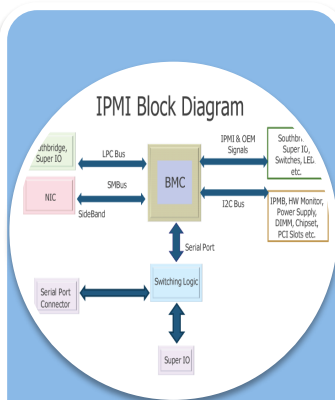 IPMI Block Diagram
Super IO
LPC Bus
BMC
IPMI & OEM
Signals
Super IO,
Switches, LED
etc.
NIC
SMBus
SideBand
I2C Bus
IPMB, HW Monitor,
Power Supply,
DIMM, Chipset,
PCI Slots etc.
Serial Port
Serial Port
Connector
Switching Logic
Super IO